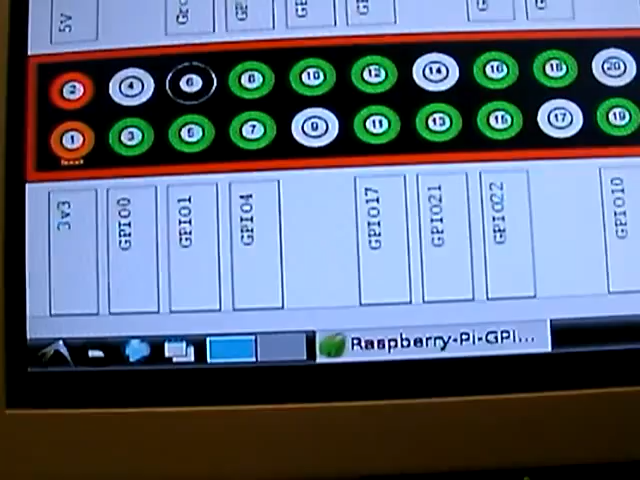 5V
2 4 6 8 10 12 14 16 18 20
1 3 5 7 9 11 13 15 17 19
3v3
GPIO0
GPIO1
GPIO4
GPIO17
GPIO21
GPIO22
GPIO10
Raspberry-Pi-GPI...